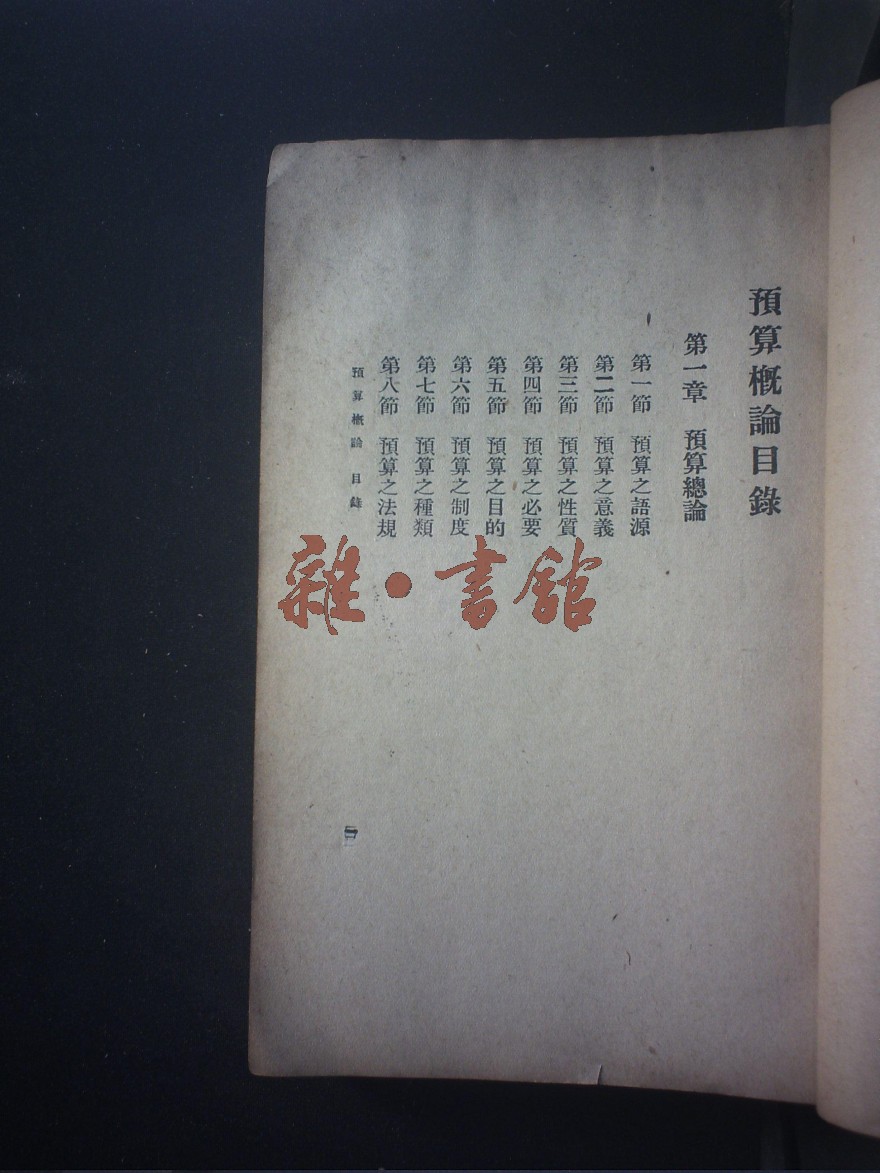 預算概論目錄
第一章　預算總論
第一節　預算之語源
第二節　預算之意義
第三節　預算之性質
第四節　預算之必要
第五節　預算之目的
第六節　預算之制度
第七節　預算之種類
第八節　預算之法規
預算概論　目錄
雜·書館